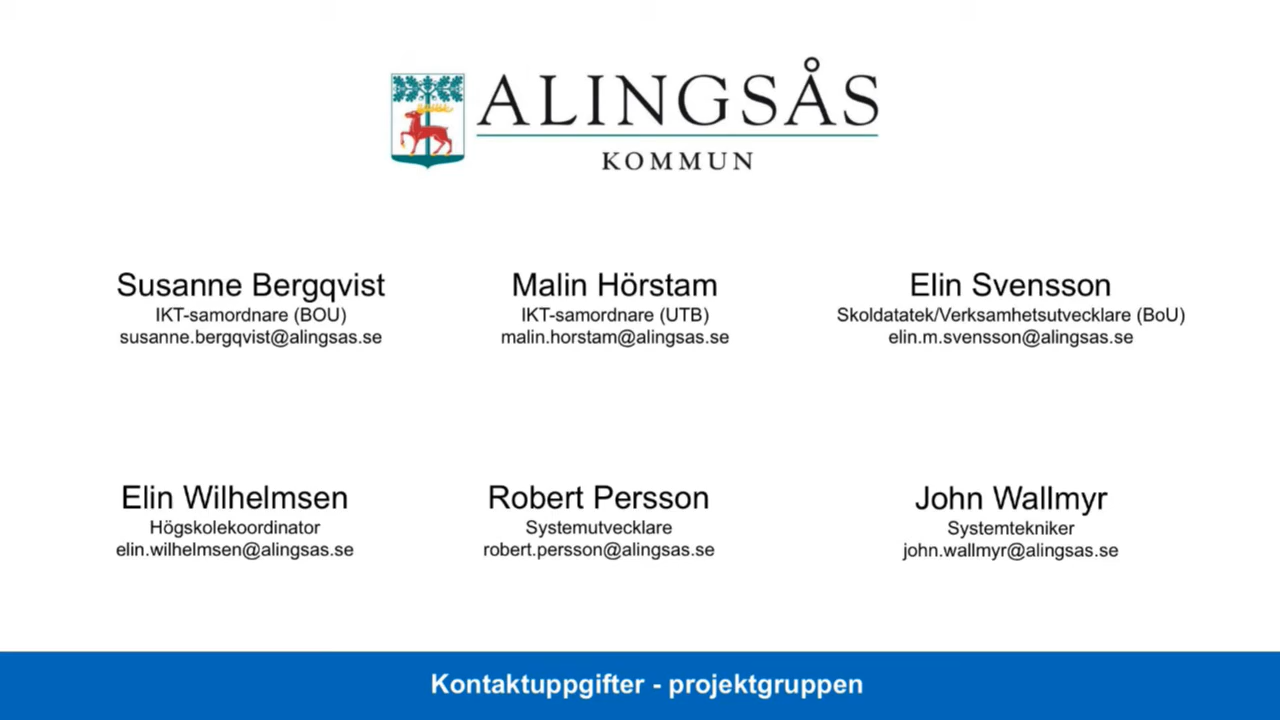 ALINGSÅS
KOMMUN
Susanne Bergqvist
IKT-samordnare (BOU)
susanne.bergqvist@alingsas.se
Malin Hörstam
IKT-samordnare (UTB)
malin.horstam@alingsas.se
Elin Svensson
Skoldatatek/Verksamhetsutvecklare (BoU)
elin.m.svensson@alingsas.se
Elin Wilhelmsen
Högskolekoordinator
elin.wilhelmsen@alingsas.se
Robert Persson
Systemutvecklare
robert.persson@alingsas.se
John Wallmyr
Systemtekniker
john.wallmyr@alingsas.se
Kontaktuppgifter - projektgruppen